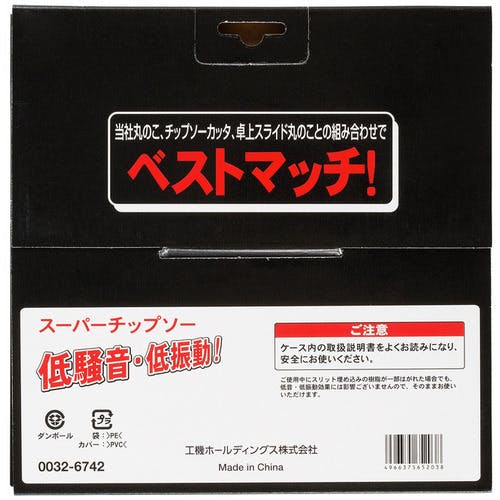 当社丸のこ、チップソーカッタ、卓上スライド丸のことの組み合わせで
ベストマッチ!
スーパーチップソー
低騒音・低振動!
ご注意
ケース内の取扱説明書をよくお読みになり、
安全にお使いください。
ご使用中にスリット埋め込みの樹脂が一部はがれた場合でも、
低音・低振動効果には影響ございませんので、そのままお使い
いただけます。
ダンボール
プラ
袋:>PE<
カバー:>PVC<
工機ホールディングス株式会社
0032-6742
Made in China
4966375652038